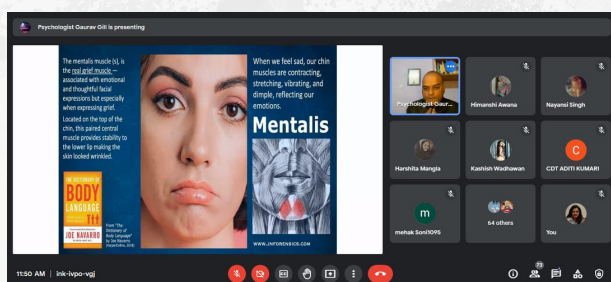 Psychologist Gaurav Gill is presenting
The mentalis muscle (s), is
the real grief muscle —
associated with emotional
and thoughtful facial
expressions but especially
when expressing grief.
Located on the top of the
chin, this paired central
muscle provides stability to
the lower lip making the
skin looked wrinkled.
THE DICTIONARY OF
BODY
LANGUAGE
JOE NAVARRO
From "The
Dictionary of
Body Language"
by Joe Navarro
When we feel sad, our chin
muscles are contracting,
stretching, vibrating, and
dimple, reflecting our
emotions.
Mentalis
WWW.JNFORENSICS.COM
Psychologist Gaur...
Himanshi Awana
Nayansi Singh
Harshita Mangla
Kashish Wadhawan
C
CDT ADITI KUMARI
m
mehak Soni1095
64 others
You
11:50 AM | ink-ivpo-vgj
73